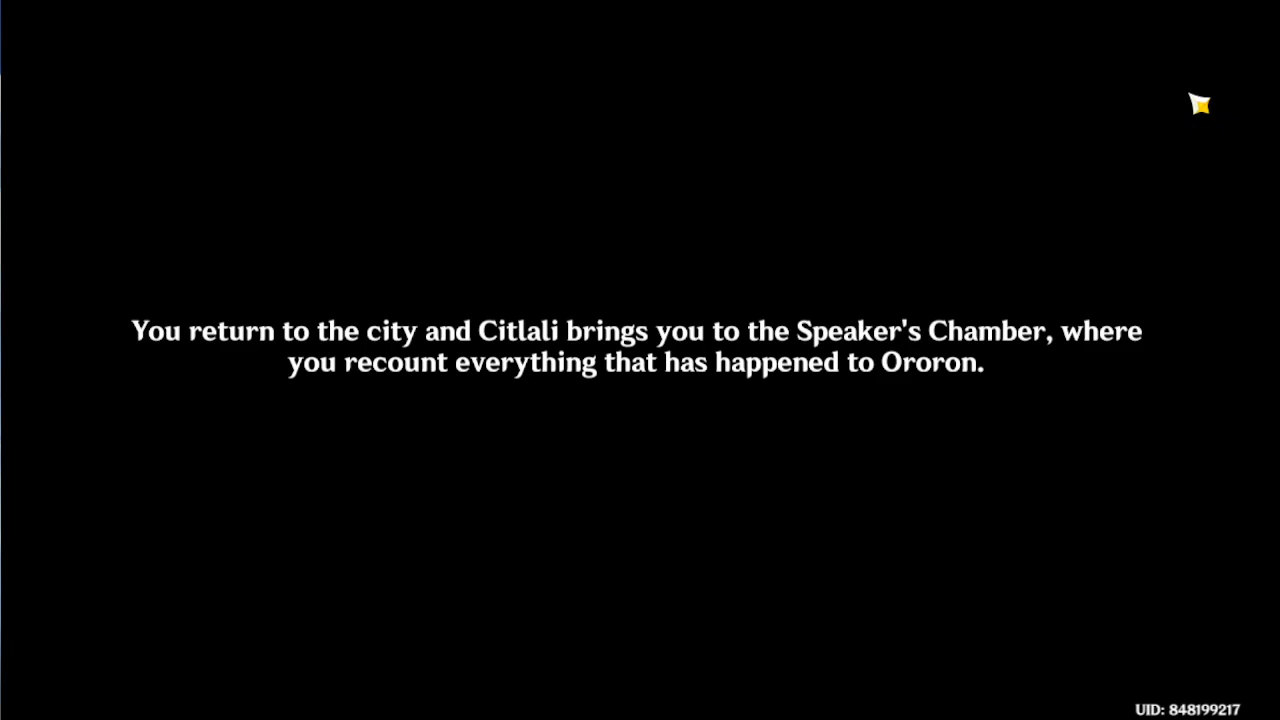 You return to the city and Citlali brings you to the Speaker's Chamber, where
you recount everything that has happened to Ororon.
UID: 848199217